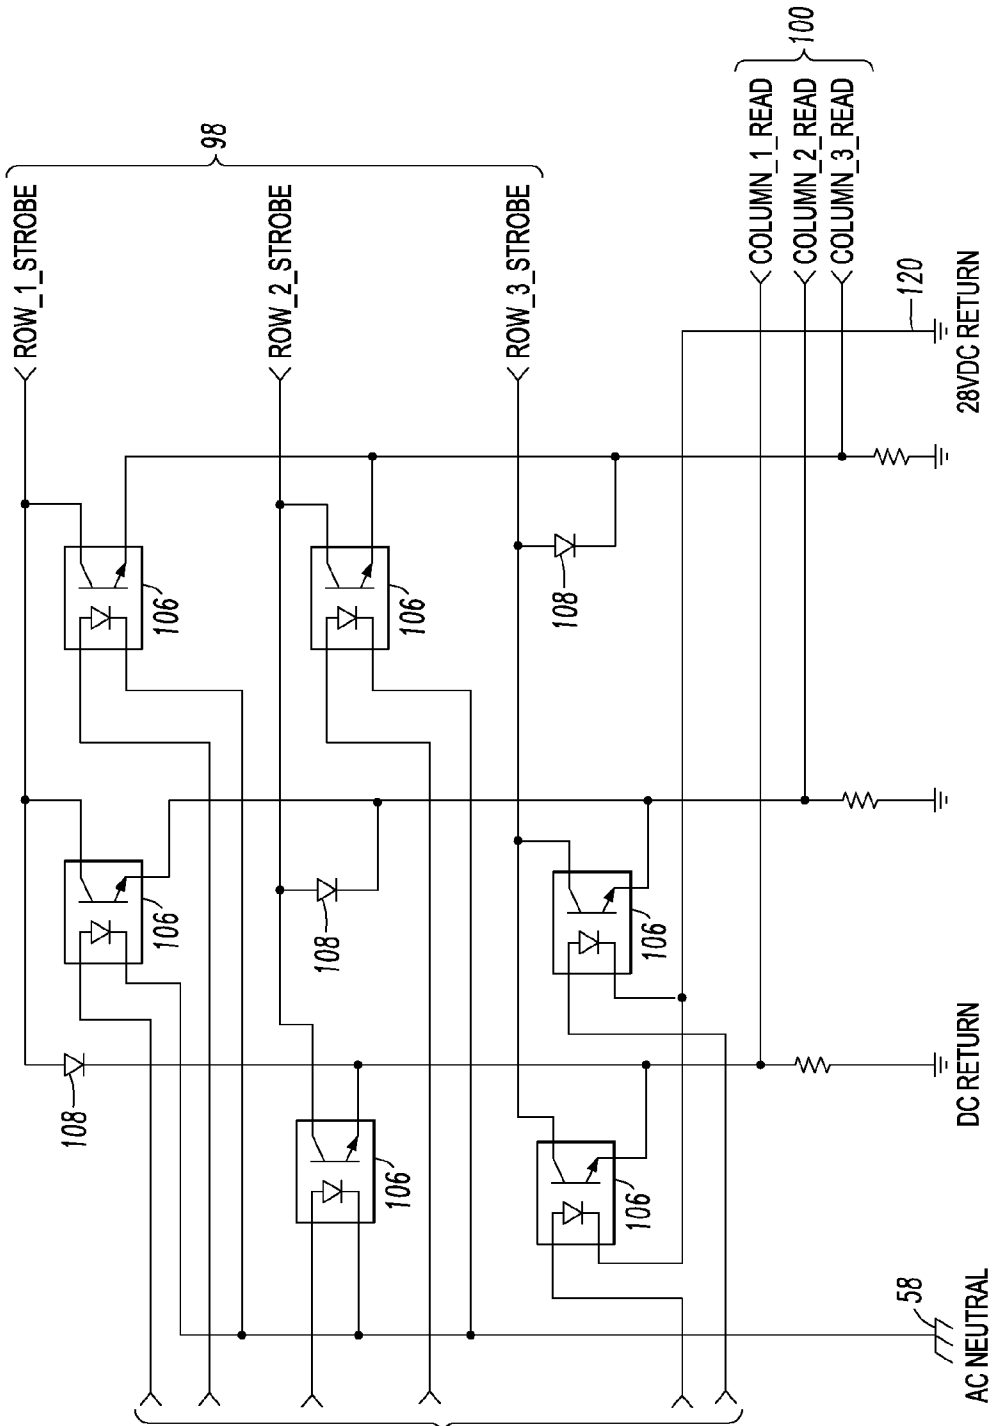 98
ROW_1_STROBE
ROW_2_STROBE
ROW_3_STROBE
100
COLUMN_1_READ
COLUMN_2_READ
COLUMN_3_READ
120
28VDC RETURN
106
106
108
106
108
106
108
106
106
DC RETURN
58
AC NEUTRAL